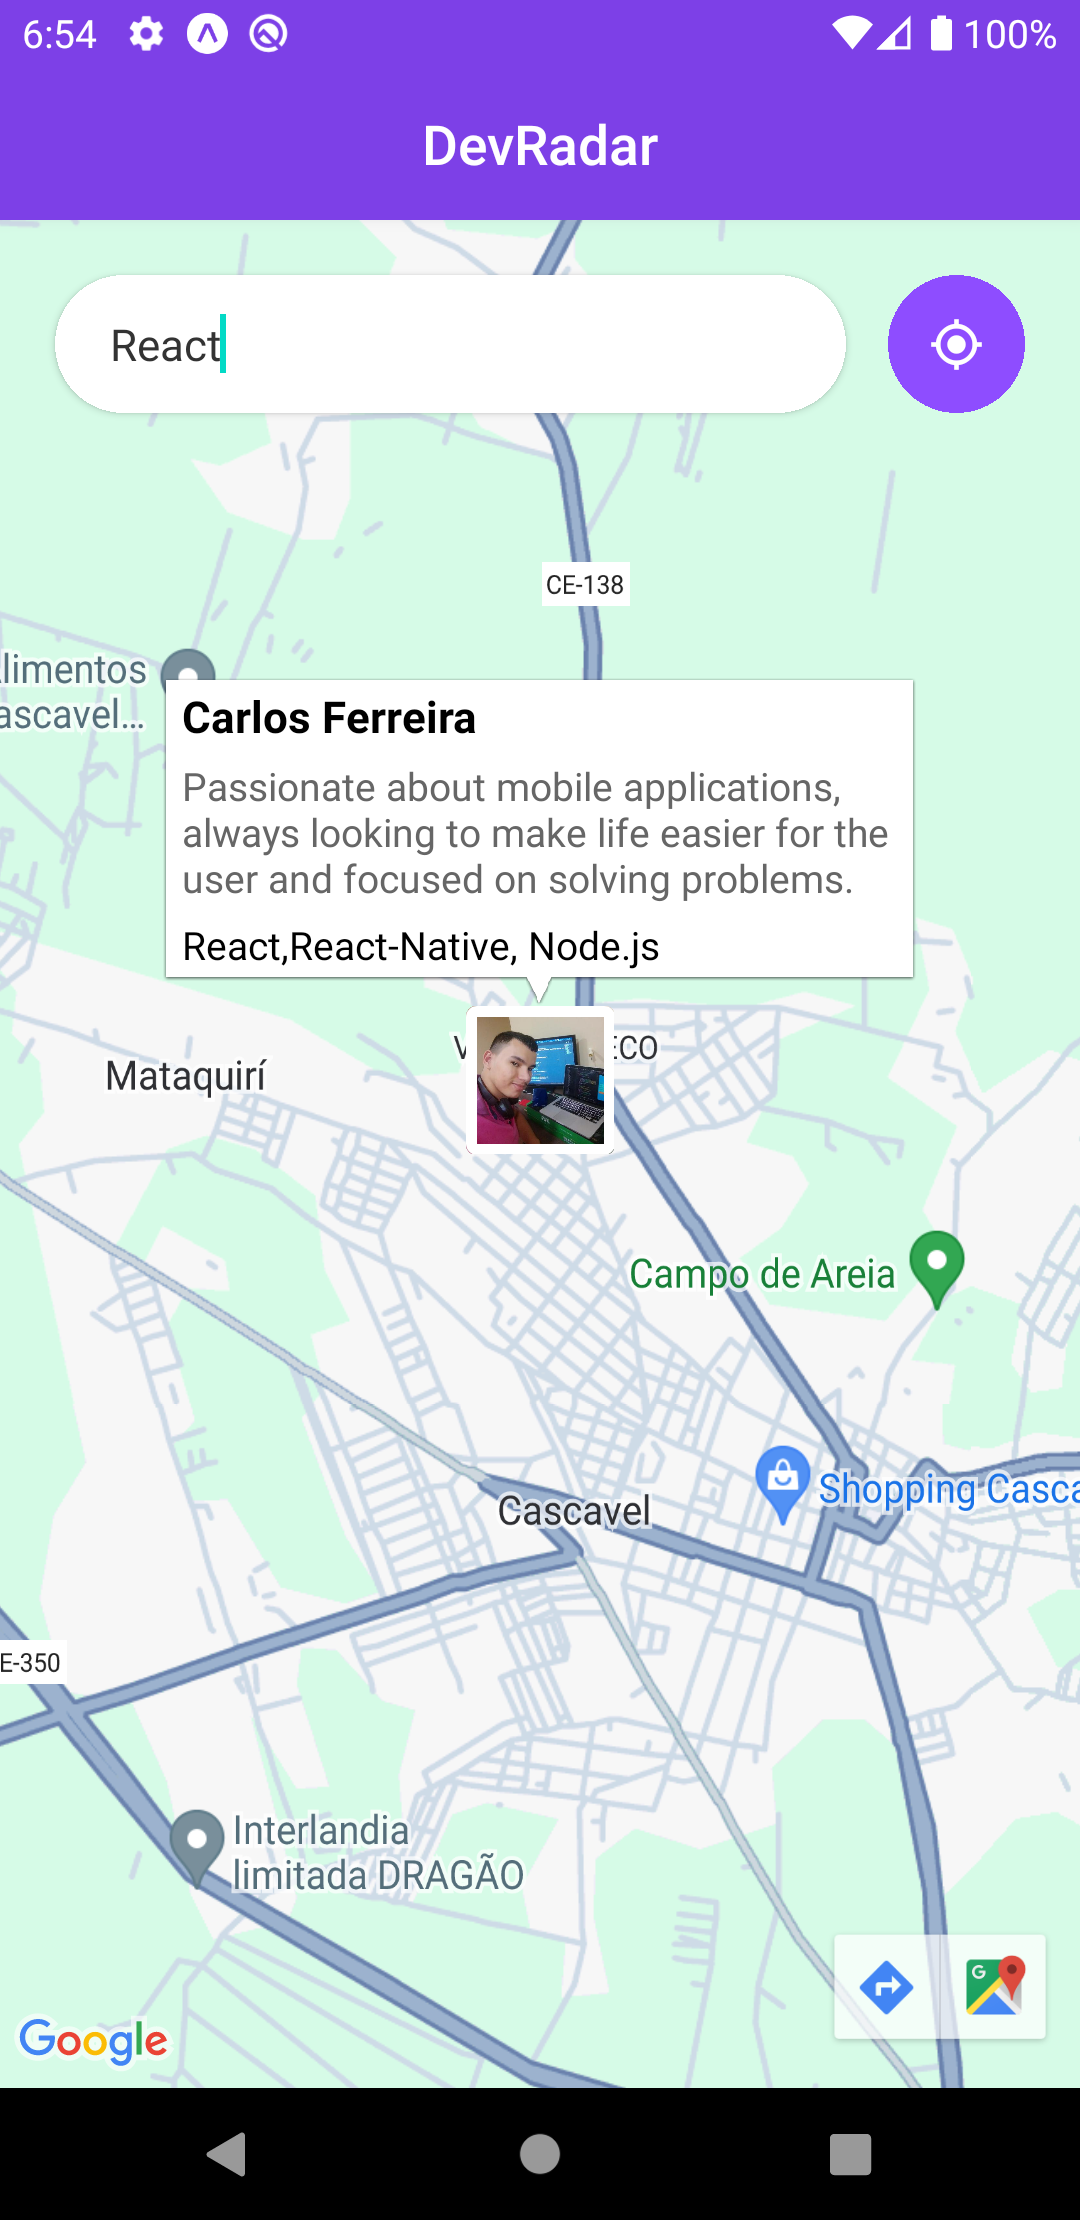 6:54
100%
DevRadar
React
CE-138
limentos
ascavel...
Carlos Ferreira
Passionate about mobile applications,
always looking to make life easier for the
user and focused on solving problems.
React,React-Native, Node.js
Mataquirí
Campo de Areia
Shopping Casca
Cascavel
E-350
Interlandia
limitada DRAGÃO
Google